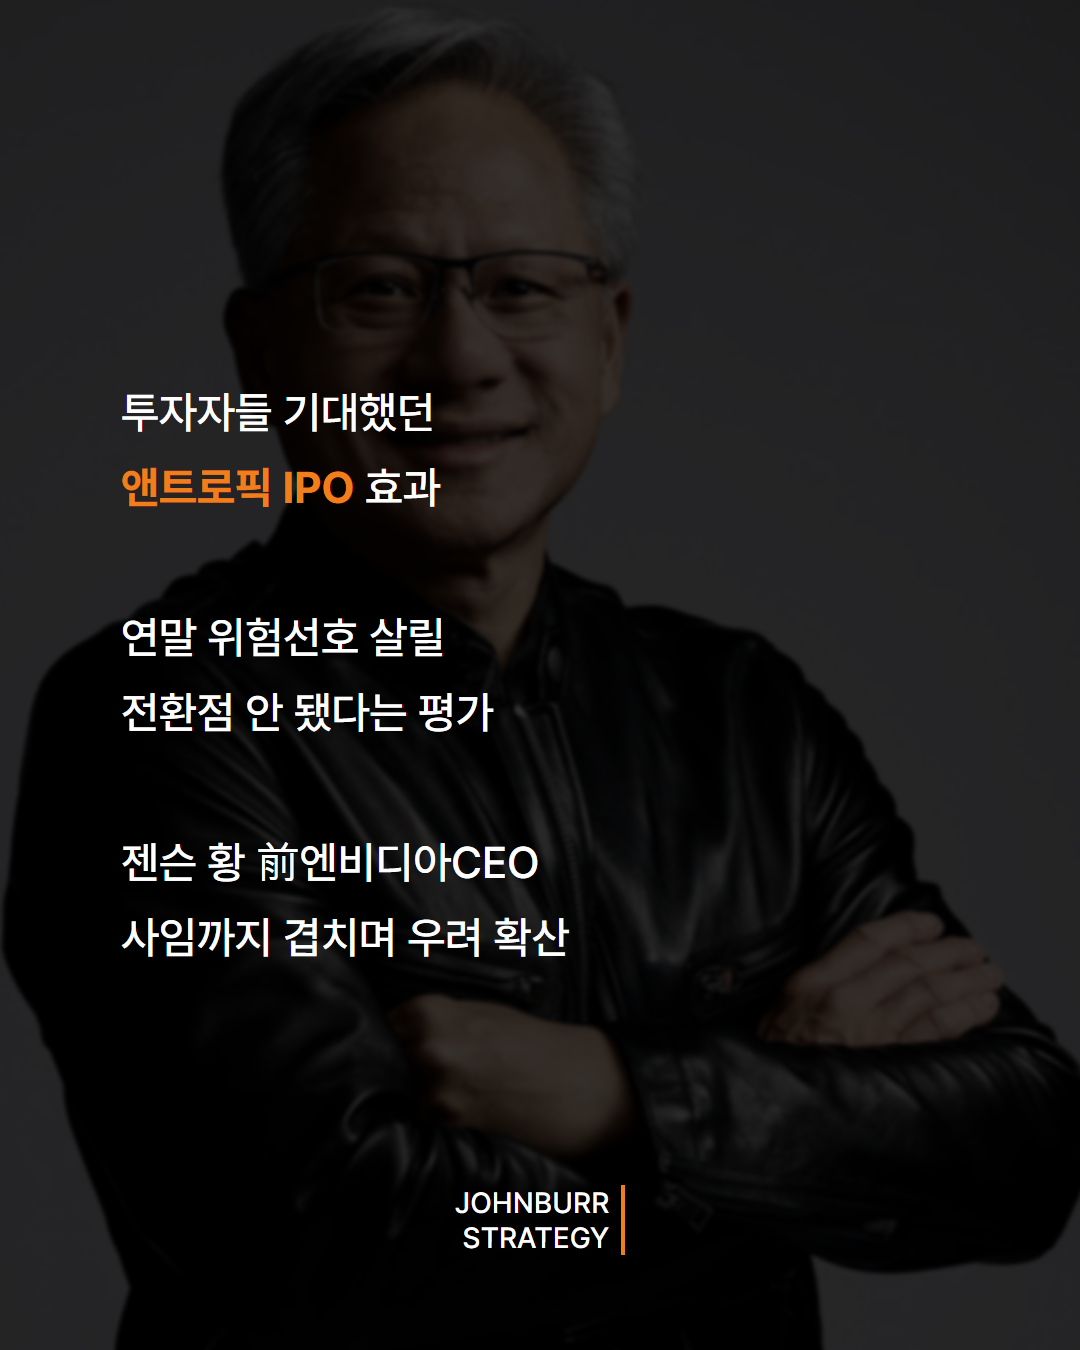 투자자들 기대했던
앤트로픽 IPO 효과
연말 위험선호 살릴
전환점 안 됐다는 평가
젠슨 황 前엔비디아CEO
사임까지 겹치며 우려 확산
JOHNBURR
STRATEGY